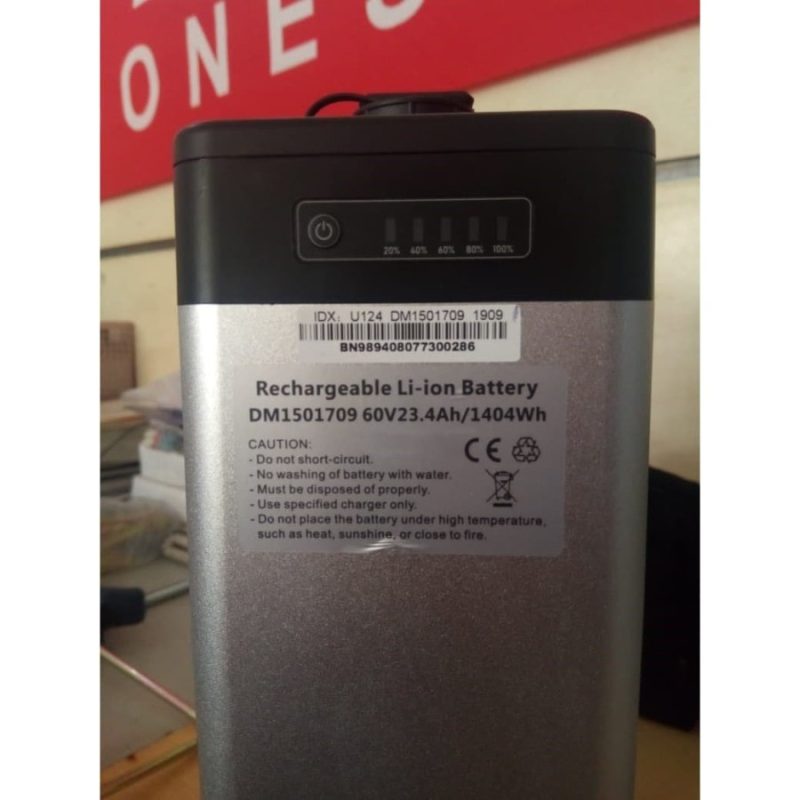 ONES
20% 40% 60% 80% 100%
IDX: U124 DM1501709 1909
BN989408077300286
Rechargeable Li-ion Battery
DM1501709 60V23.4Ah/1404Wh
CAUTION:
- Do not short-circuit.
- No washing of battery with water.
- Must be disposed of properly.
- Use specified charger only.
- Do not place the battery under high temperature,
such as heat, sunshine, or close to fire.
CE